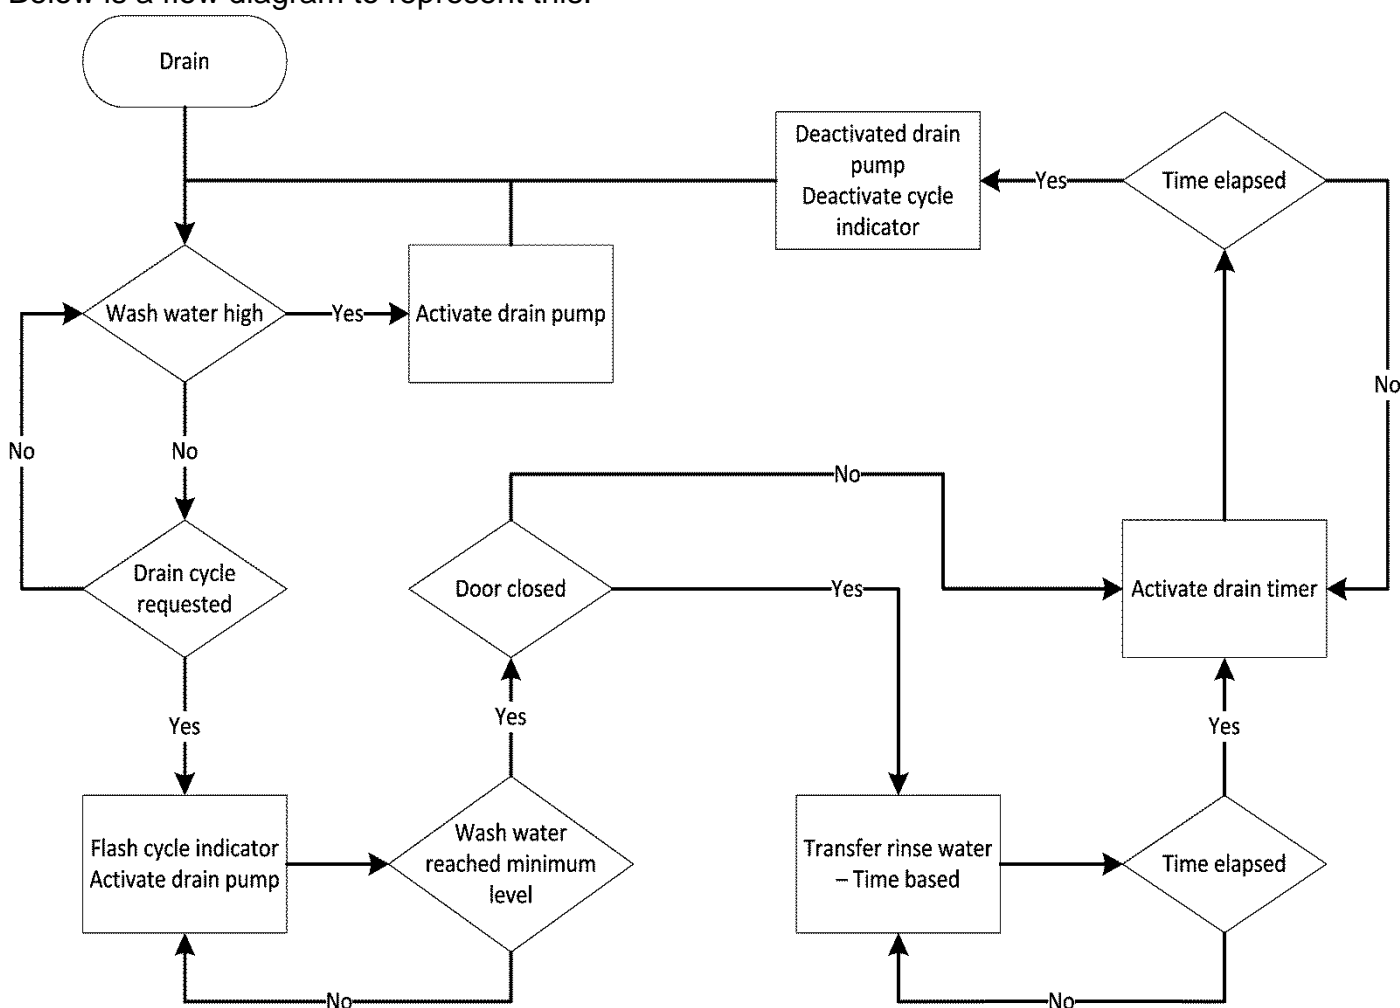 Below is a flow diagram to represent this.
Drain
Deactivated drain
pump
Deactivate cycle
indicator
Yes
Time elapsed
Wash water high
Yes
Activate drain pump
No
No
No
No
Drain cycle
requested
Door closed
Yes
Activate drain timer
Yes
Yes
Yes
Flash cycle indicator
Activate drain pump
Wash water
reached minimum
level
Transfer rinse water
– Time based
Time elapsed
No
No